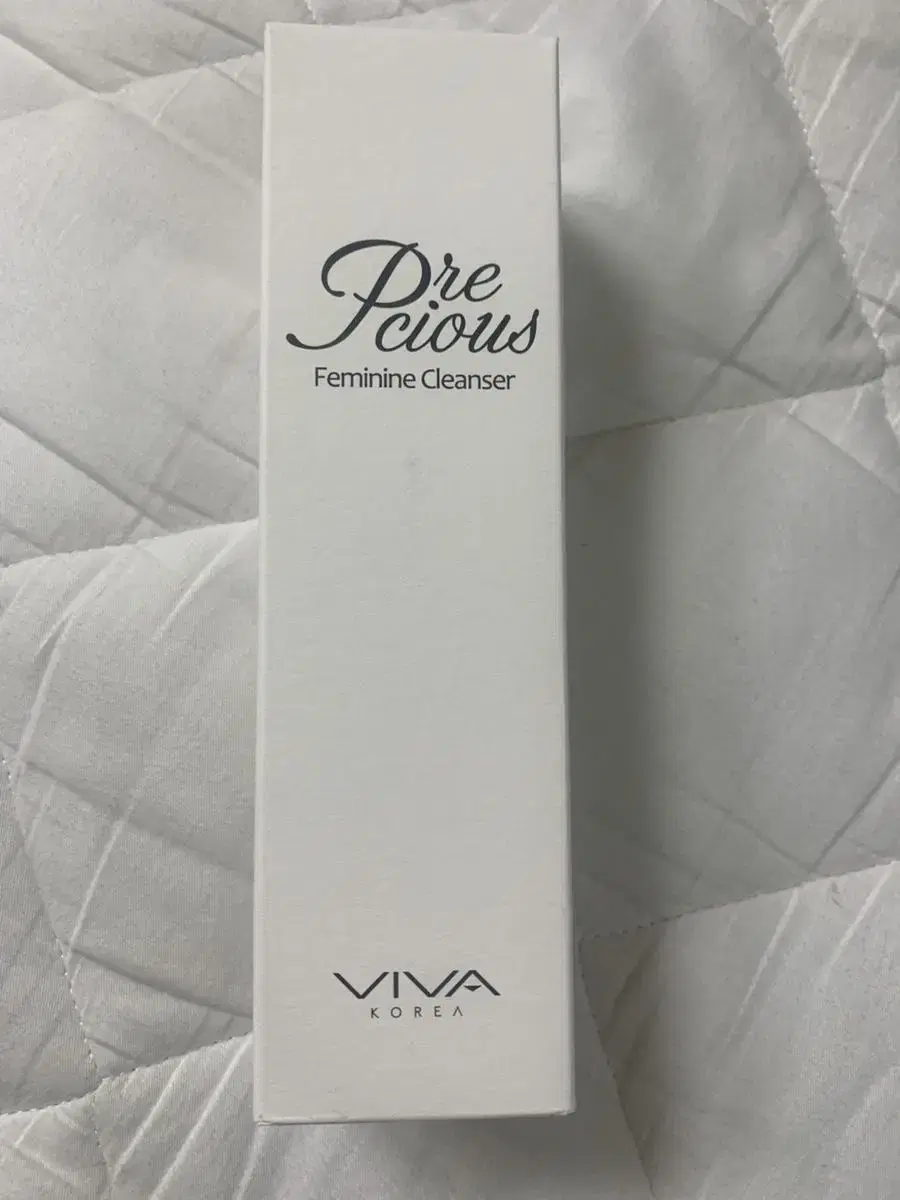 Pre
cious
Feminine Cleanser
VIVA
KOREA